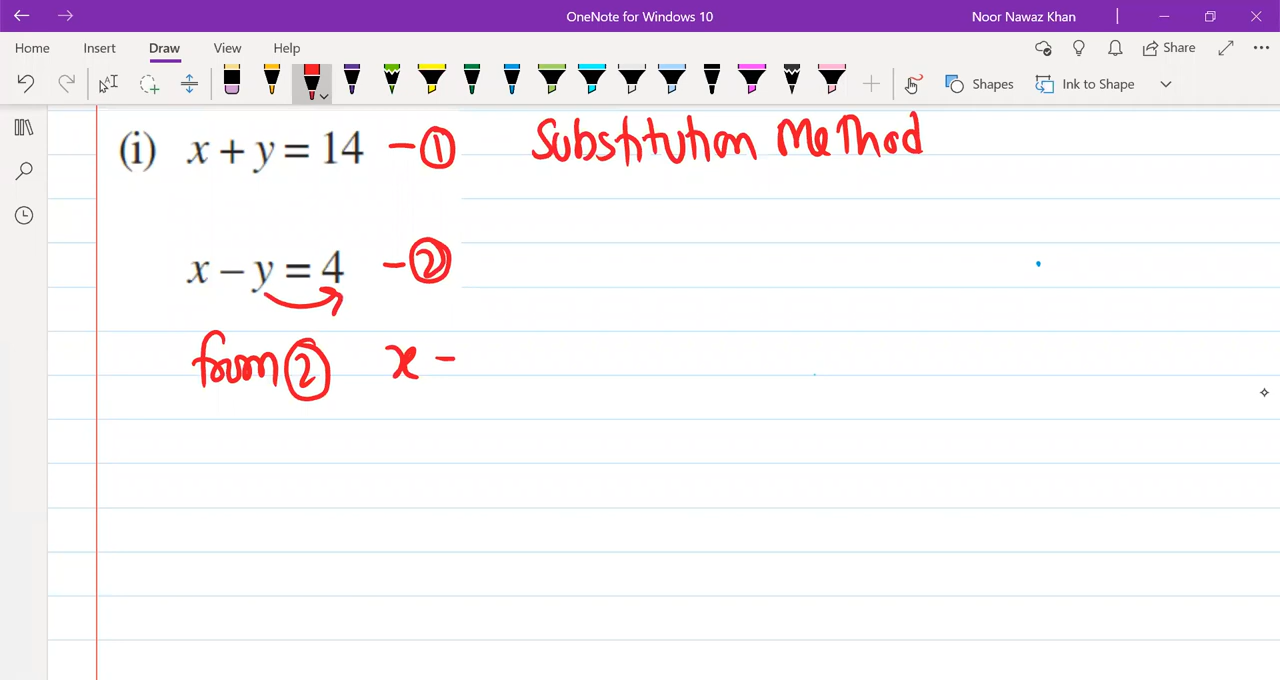 OneNote for Windows 10
Noor Nawaz Khan
Home Insert Draw View Help
Share
Shapes
Ink to Shape
(i) x + y = 14 - ① Substitution Method
x - y = 4 - ②
from ② x -